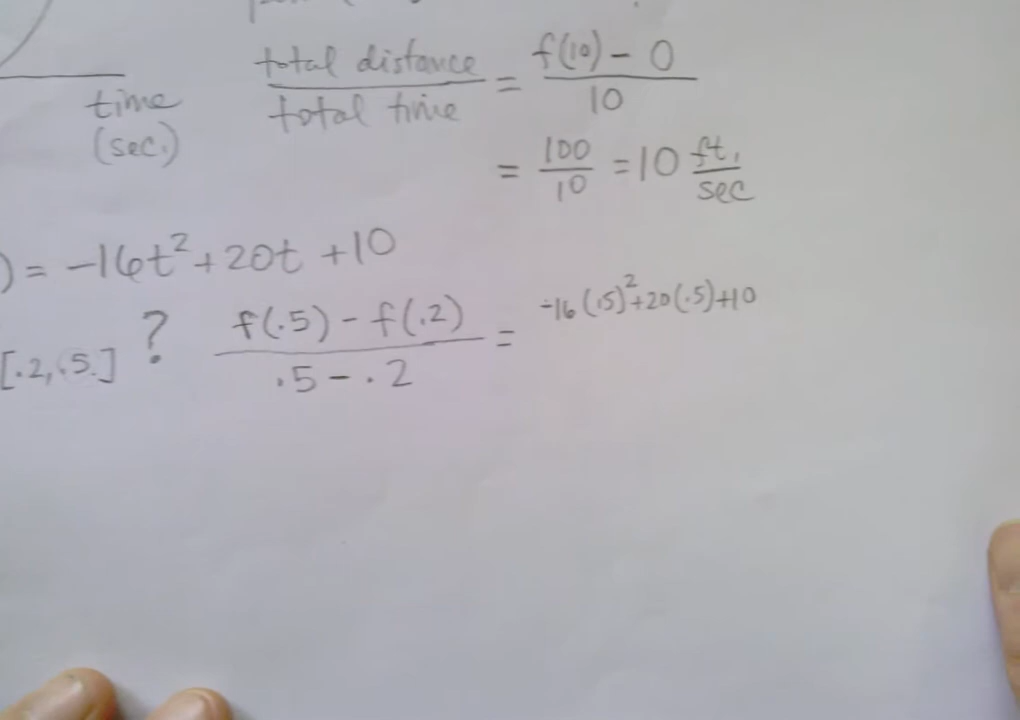 total distance / total time = f(10) - 0 / 10
time
(sec.)
= 100 / 10 = 10 ft. / sec
) = -16t² + 20t + 10
[.2, .5] ? f(.5) - f(.2) / .5 - .2 = -16(.5)² + 20(.5) + 10